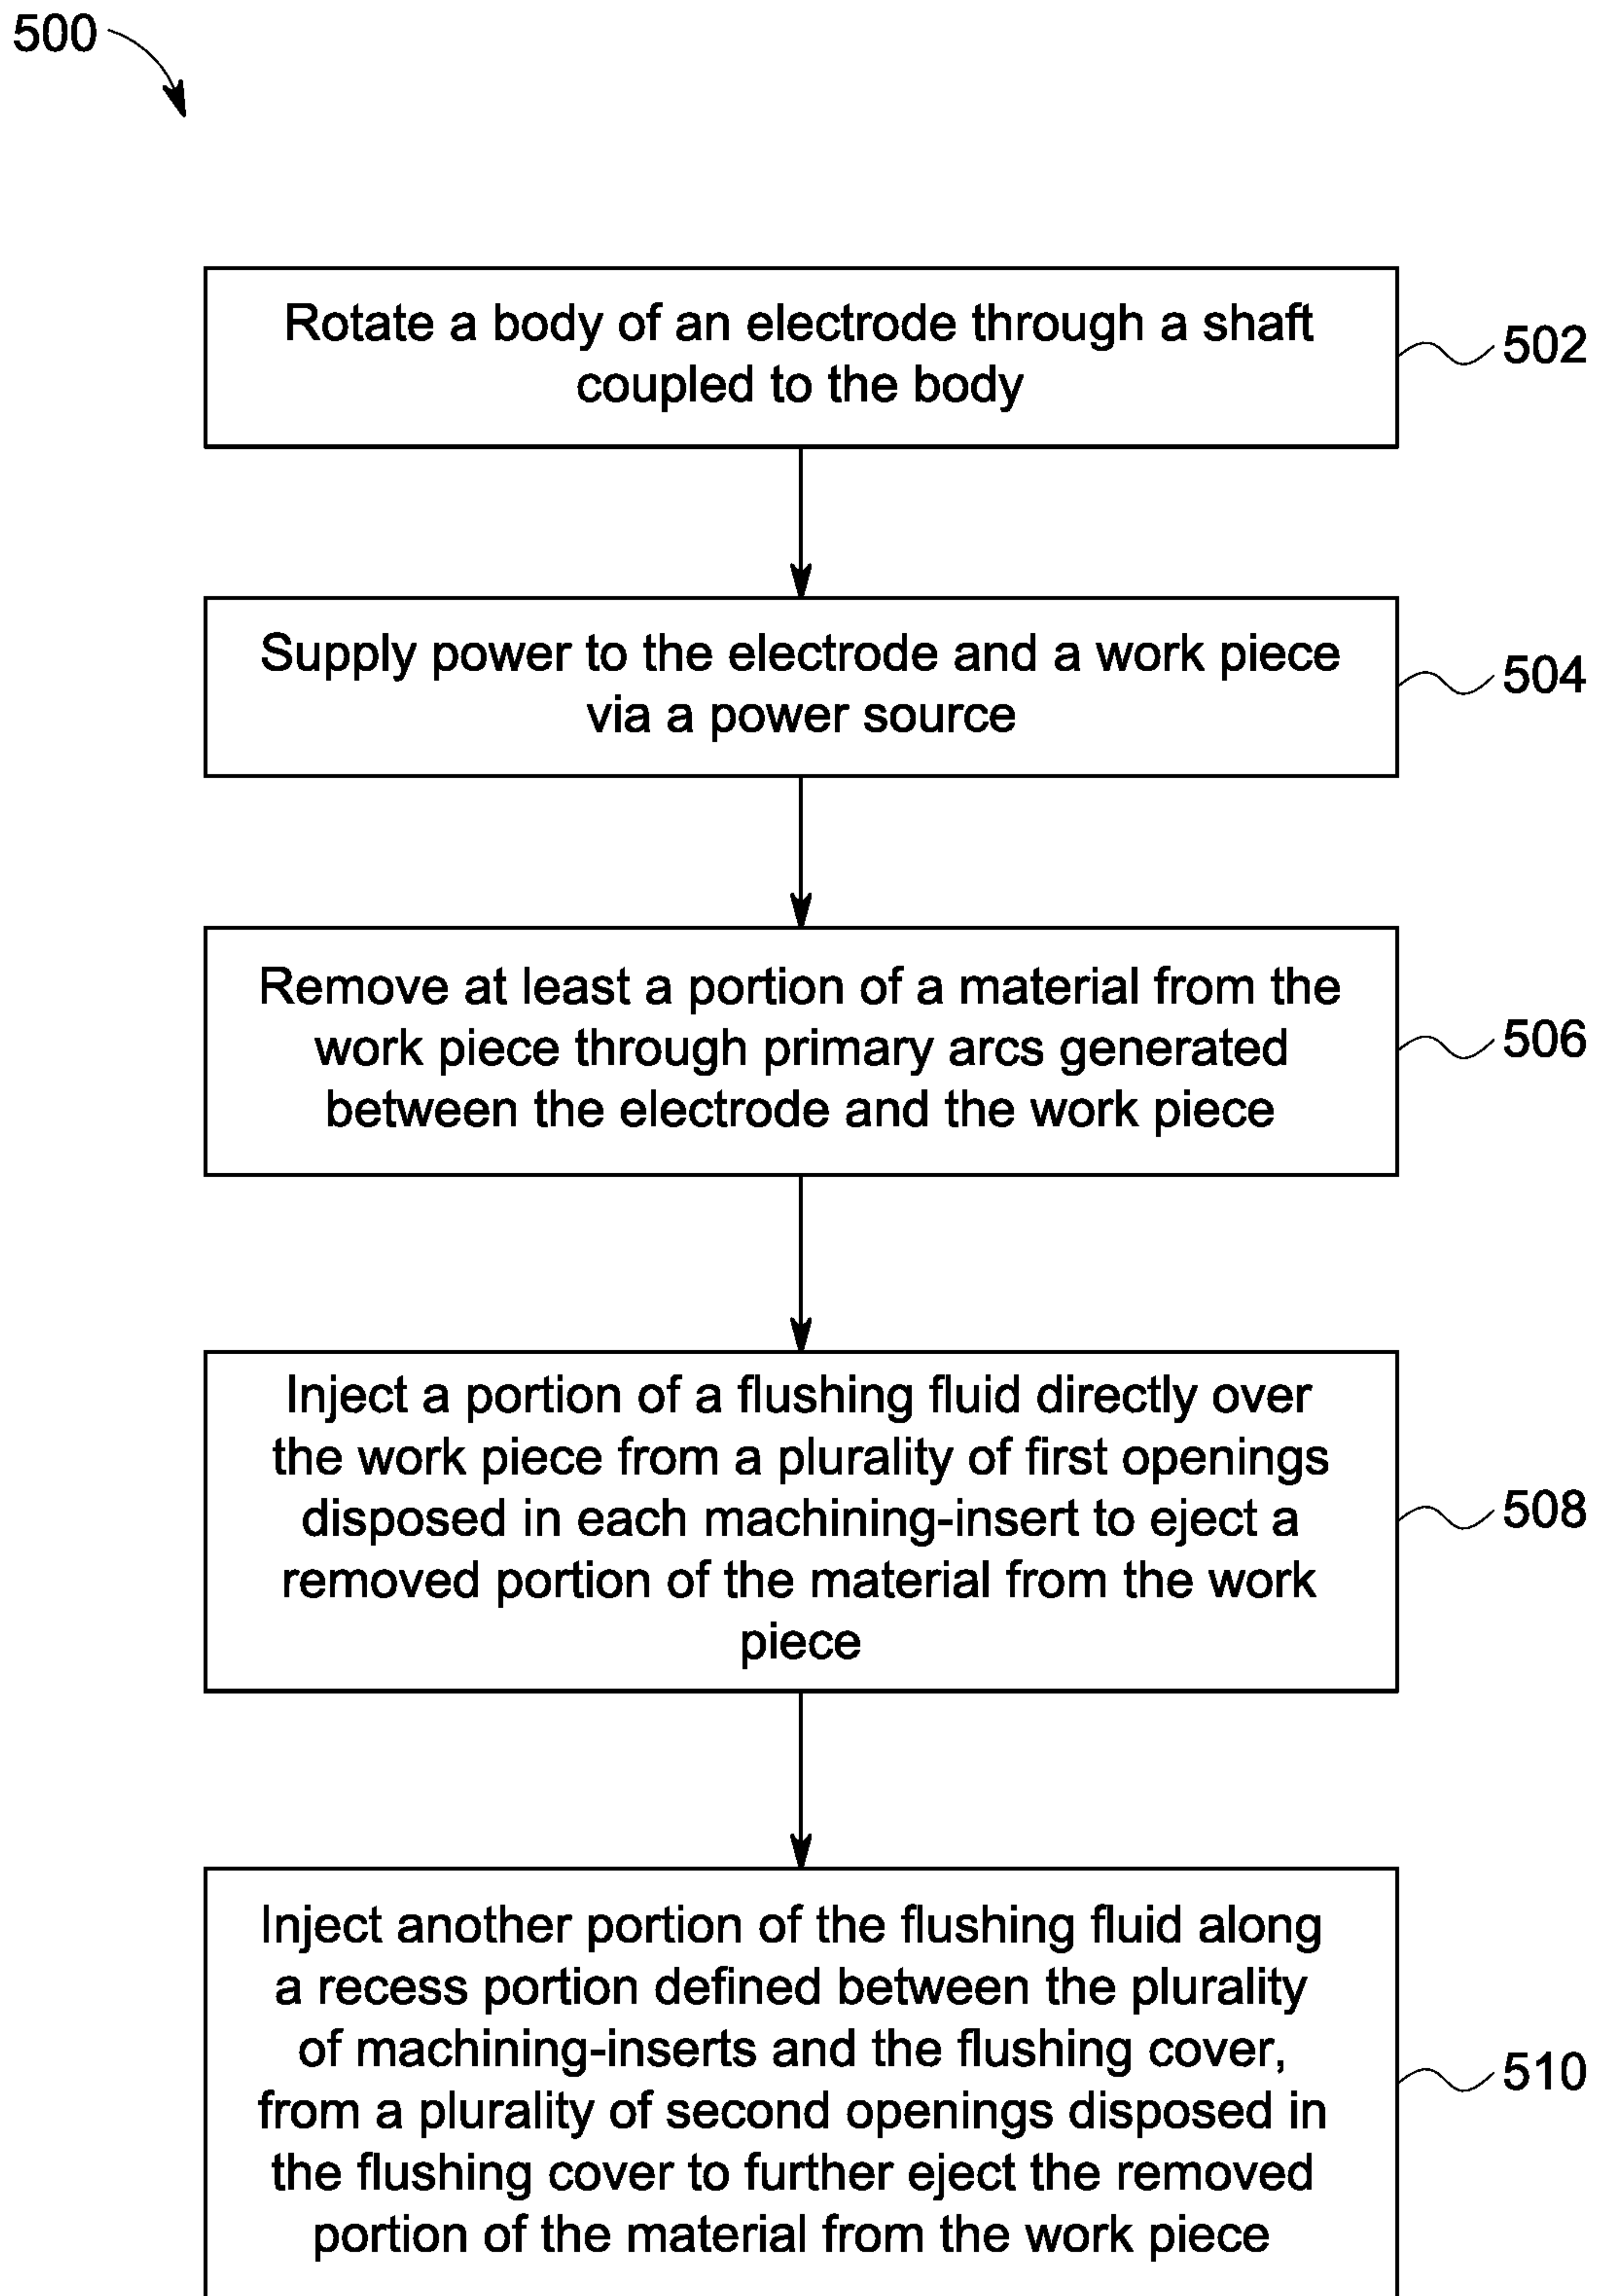 500
Rotate a body of an electrode through a shaft
coupled to the body
502
Supply power to the electrode and a work piece
via a power source
504
Remove at least a portion of a material from the
work piece through primary arcs generated
between the electrode and the work piece
506
Inject a portion of a flushing fluid directly over
the work piece from a plurality of first openings
disposed in each machining-insert to eject a
removed portion of the material from the work
piece
508
Inject another portion of the flushing fluid along
a recess portion defined between the plurality
of machining-inserts and the flushing cover,
from a plurality of second openings disposed in
the flushing cover to further eject the removed
portion of the material from the work piece
510